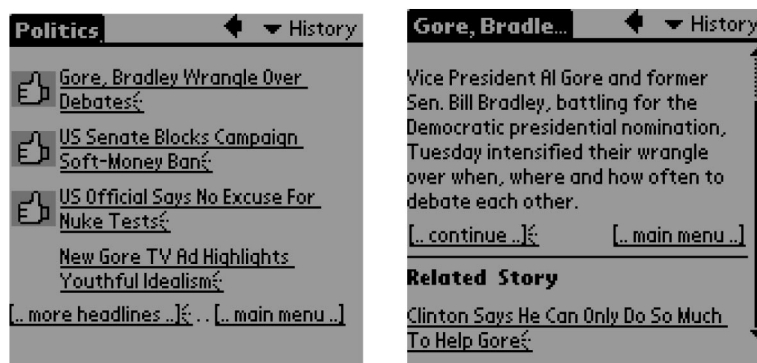 Politics
History
Gore, Bradley Wrangle Over
Debates
US Senate Blocks Campaign
Soft-Money Ban
US Official Says No Excuse For
Nuke Tests
New Gore TV Ad Highlights
Youthful Idealism
[.. more headlines ..] . . [.. main menu ..]
Gore, Bradle...
History
Vice President Al Gore and former
Sen. Bill Bradley, battling for the
Democratic presidential nomination,
Tuesday intensified their wrangle
over when, where and how often to
debate each other.
[.. continue ..] [.. main menu ..]
Related Story
Clinton Says He Can Only Do So Much
To Help Gore